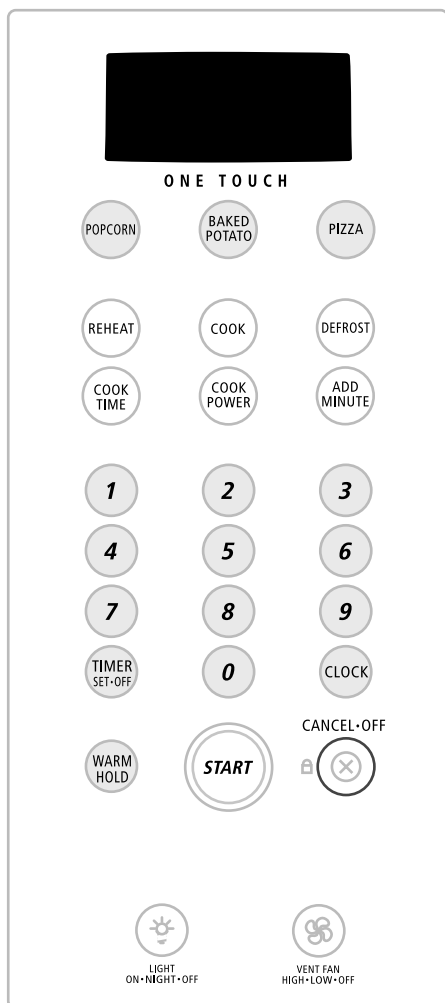 ONE TOUCH
POPCORN
BAKED
POTATO
PIZZA
REHEAT
COOK
DEFROST
COOK
TIME
COOK
POWER
ADD
MINUTE
1
2
3
4
5
6
7
8
9
TIMER
SET•OFF
0
CLOCK
WARM
HOLD
START
CANCEL•OFF
LIGHT
ON•NIGHT•OFF
VENT FAN
HIGH•LOW•OFF